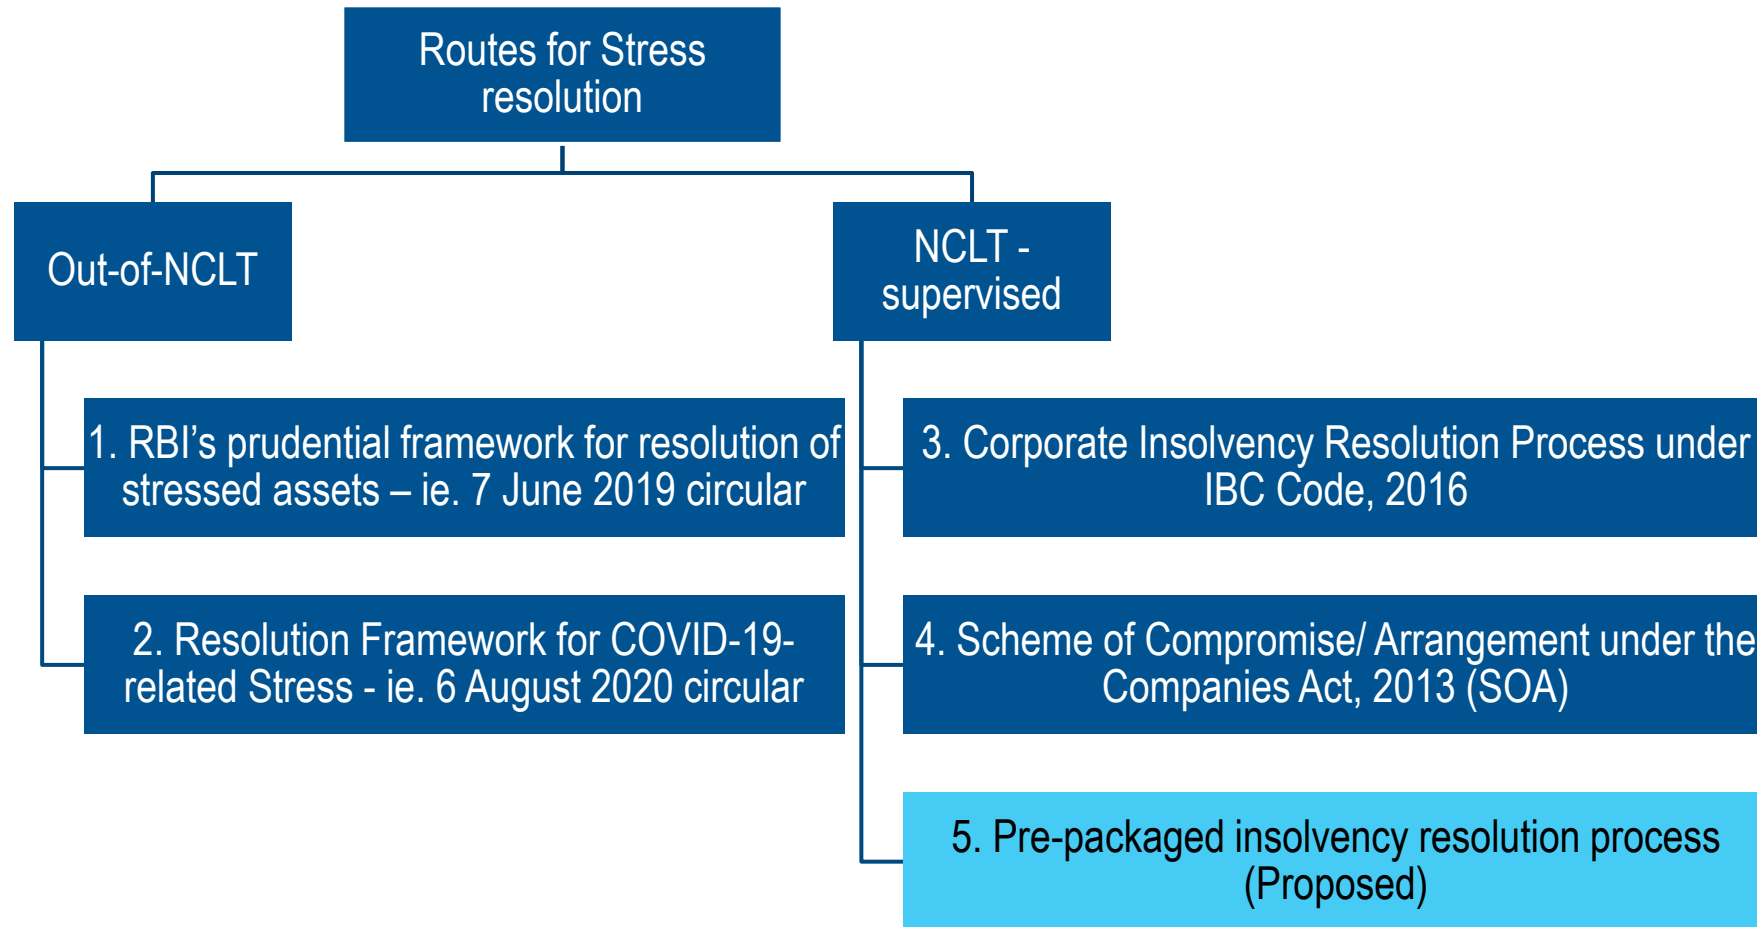 Routes for Stress
resolution
Out-of-NCLT
NCLT -
supervised
1. RBI’s prudential framework for resolution of
stressed assets – ie. 7 June 2019 circular
2. Resolution Framework for COVID-19-
related Stress - ie. 6 August 2020 circular
3. Corporate Insolvency Resolution Process under
IBC Code, 2016
4. Scheme of Compromise/ Arrangement under the
Companies Act, 2013 (SOA)
5. Pre-packaged insolvency resolution process
(Proposed)